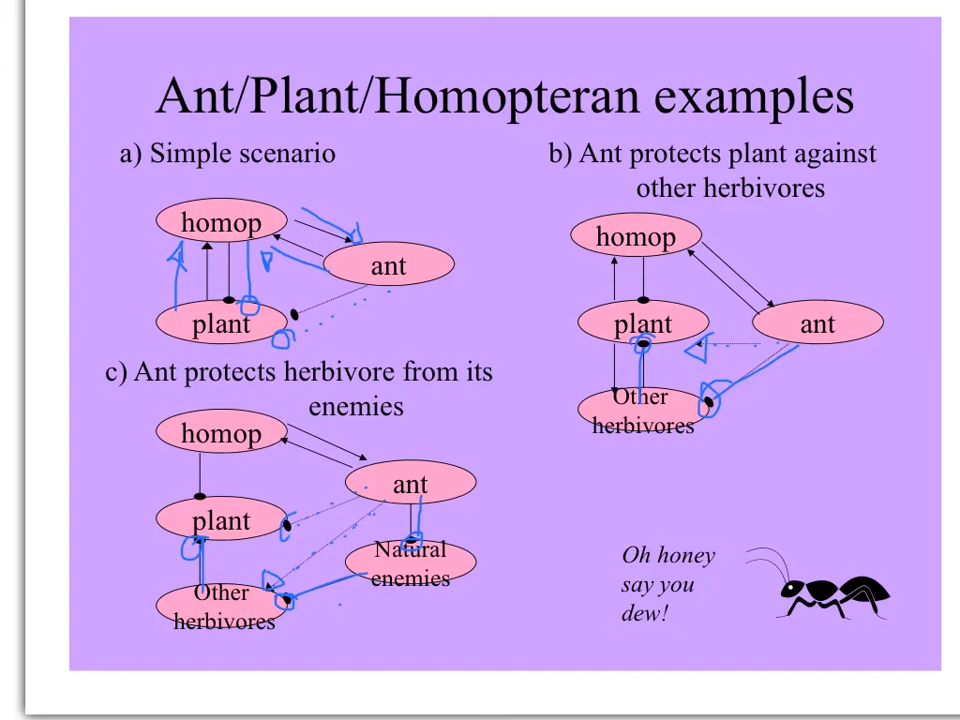 Ant/Plant/Homopteran examples
a) Simple scenario
homop
ant
plant
b) Ant protects plant against
other herbivores
homop
plant
ant
Other
herbivores
c) Ant protects herbivore from its
enemies
homop
ant
plant
Natural
enemies
Other
herbivores
Oh honey
say you
dew!